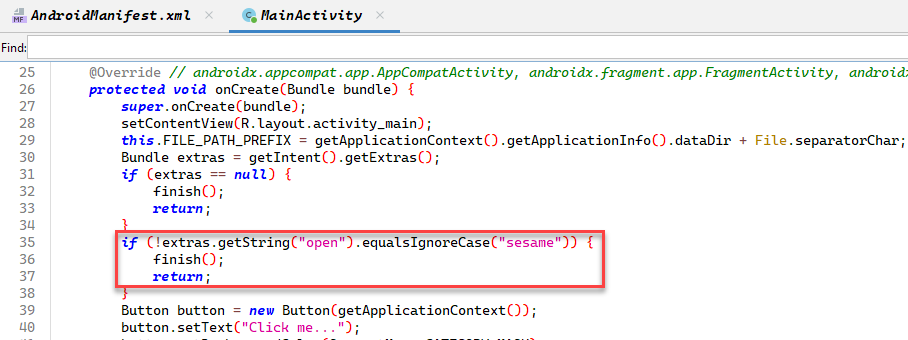 MF AndroidManifest.xml × C MainActivity ×
Find:
25 @Override // androidx.appcompat.app.AppCompatActivity, androidx.fragment.app.FragmentActivity, androidx
26 protected void onCreate(Bundle bundle) {
27 super.onCreate(bundle);
28 setContentView(R.layout.activity_main);
29 this.FILE_PATH_PREFIX = getApplicationContext().getApplicationInfo().dataDir + File.separatorChar;
30 Bundle extras = getIntent().getExtras();
31 if (extras == null) {
32 finish();
33 return;
34 }
35 if (!extras.getString("open").equalsIgnoreCase("sesame")) {
36 finish();
37 return;
38 }
39 Button button = new Button(getApplicationContext());
40 button.setText("Click me...");